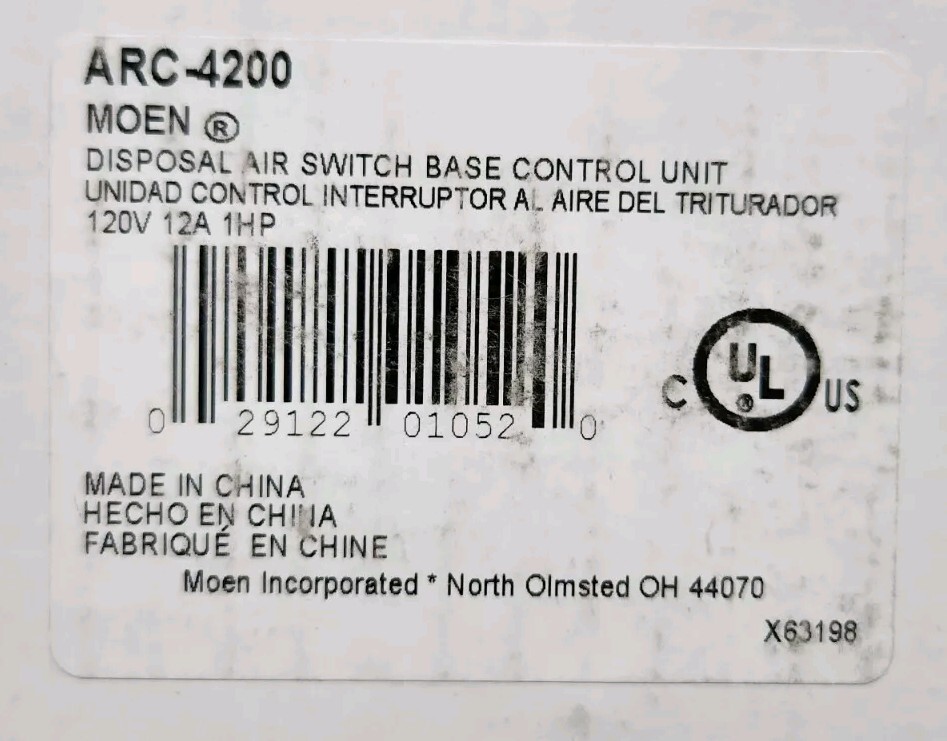 ARC-4200
MOEN ®
DISPOSAL AIR SWITCH BASE CONTROL UNIT
UNIDAD CONTROL INTERRUPTOR AL AIRE DEL TRITURADOR
120V 12A 1HP
0 29122 01052 0
C UL ® US
MADE IN CHINA
HECHO EN CHINA
FABRIQUÉ EN CHINE
Moen Incorporated * North Olmsted OH 44070
X63198